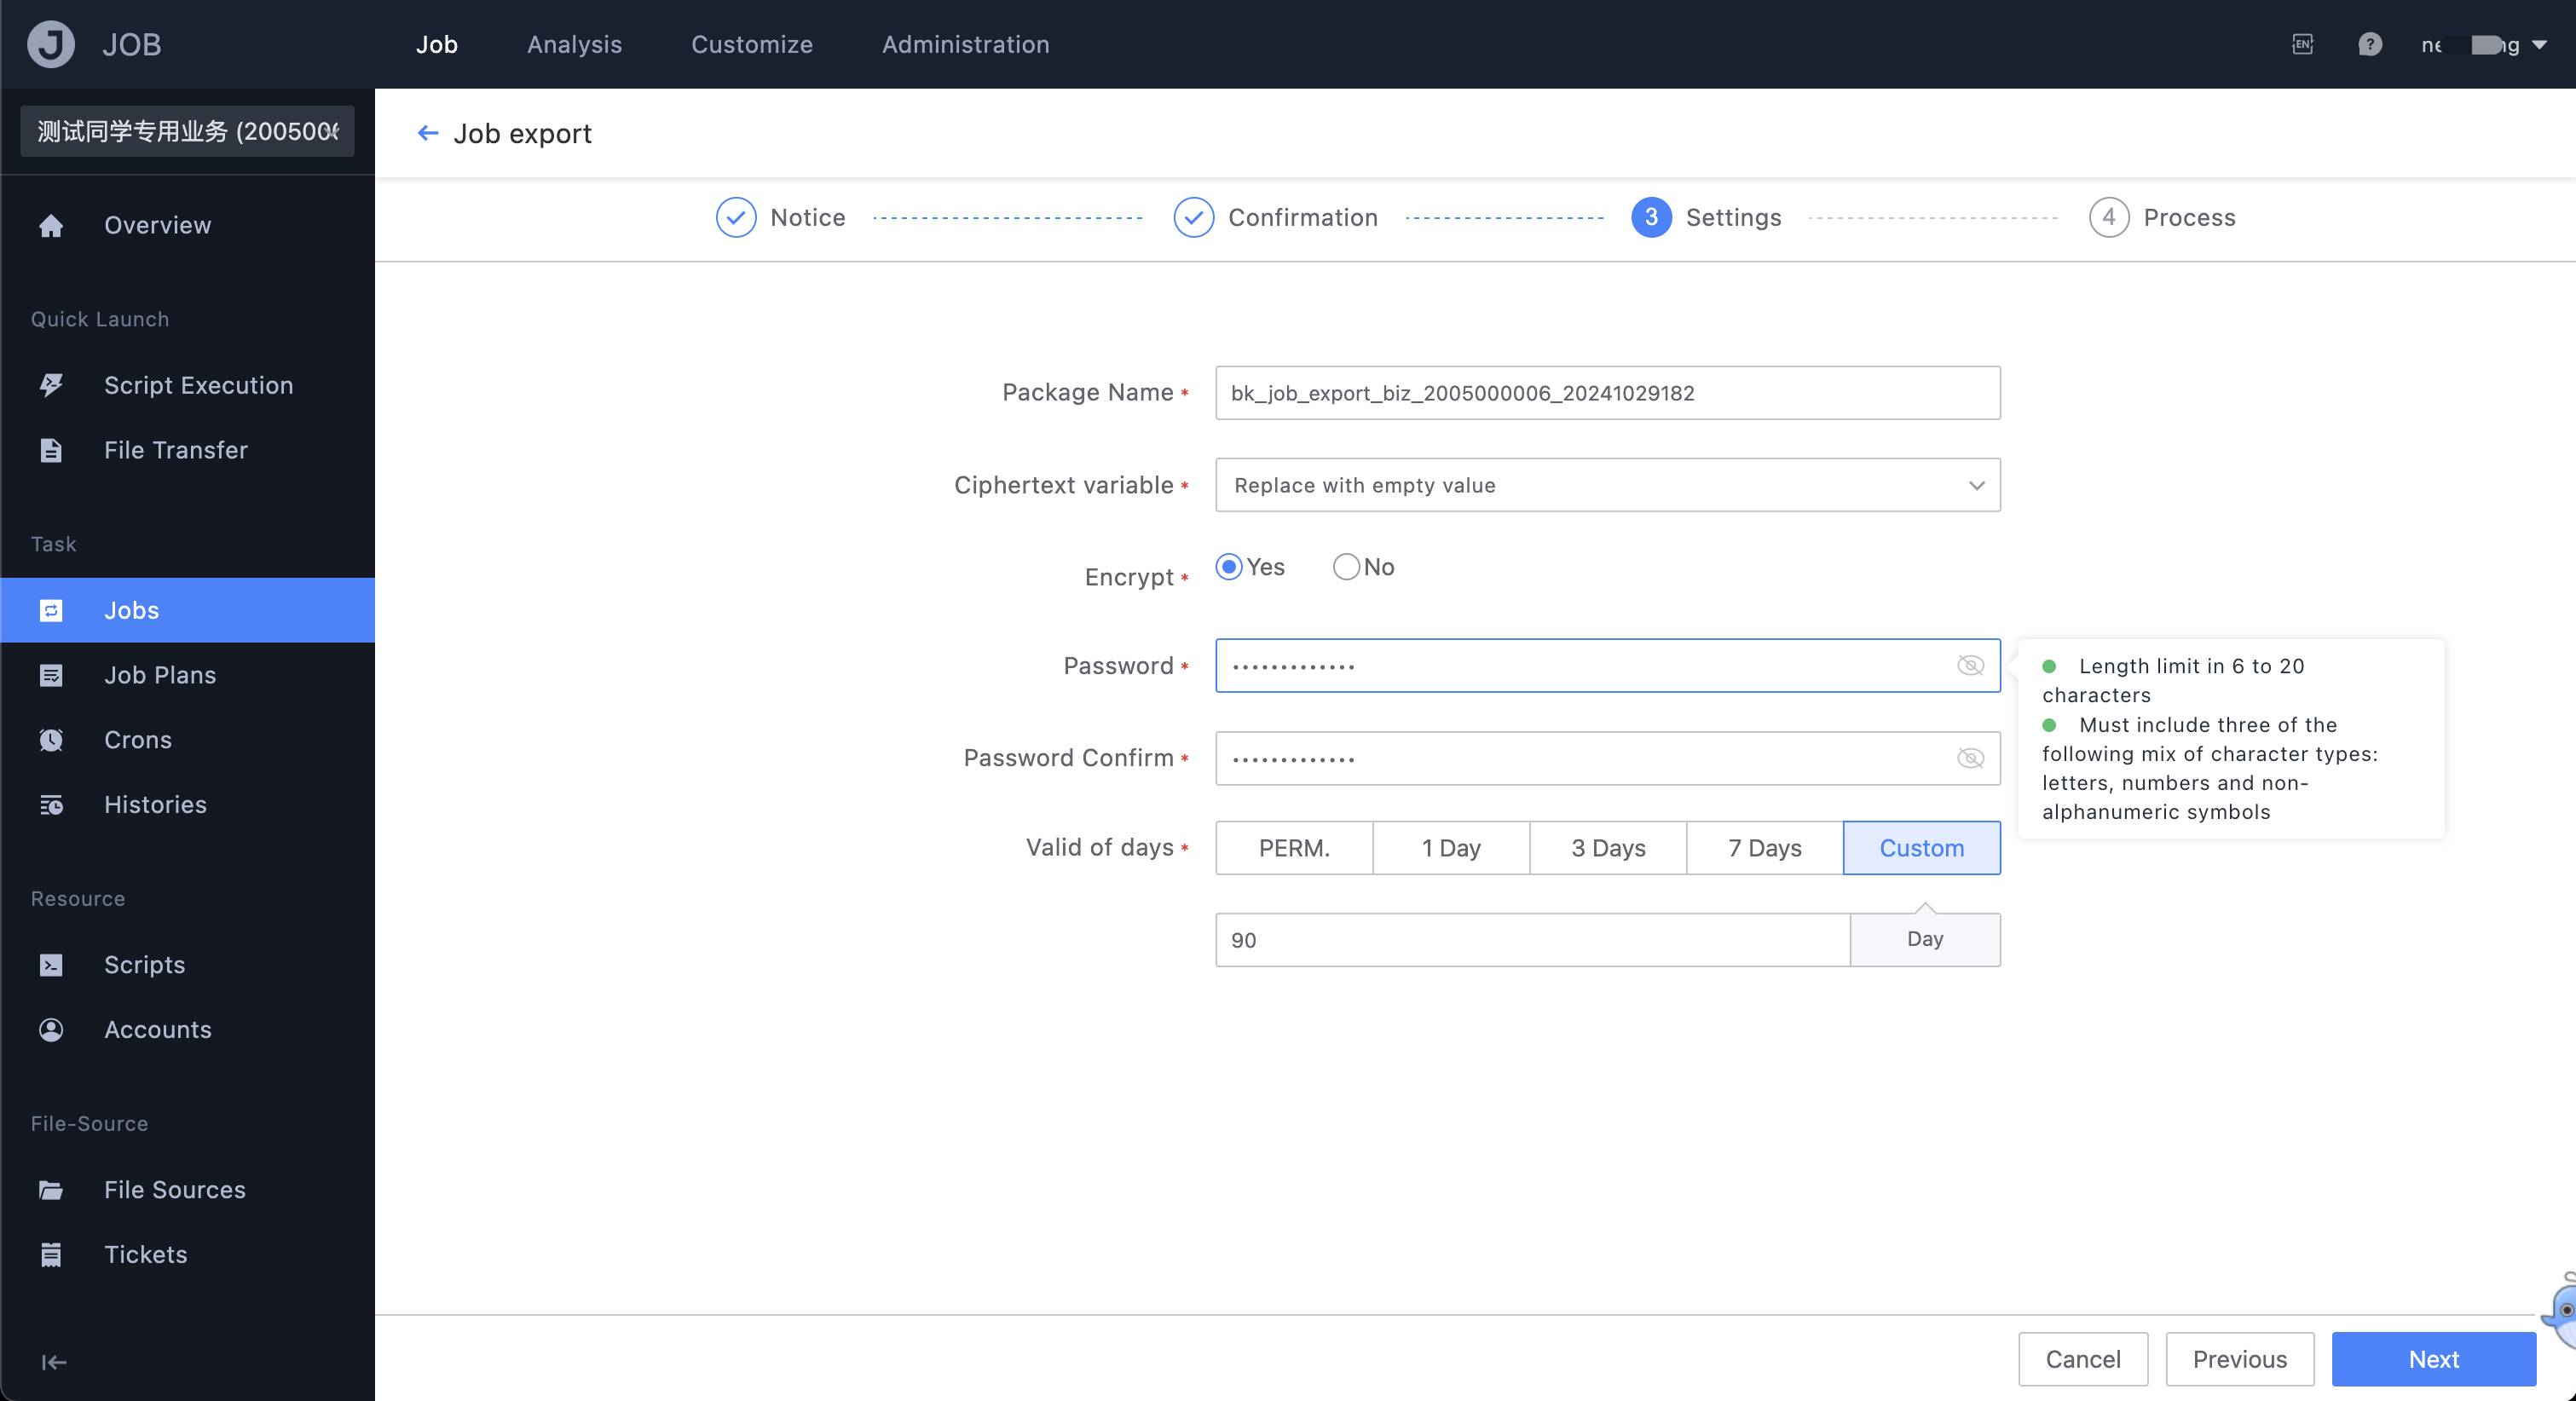 JOB
Job
Analysis
Customize
Administration
EN
?
测试同学专用业务 (200500
Job export
Overview
Notice
Confirmation
3 Settings
4 Process
Quick Launch
Script Execution
File Transfer
Task
Jobs
Job Plans
Crons
Histories
Resource
Scripts
Accounts
File-Source
File Sources
Tickets
Package Name *
bk_job_export_biz_2005000006_20241029182
Ciphertext variable *
Replace with empty value
Encrypt *
Yes
No
Password *
•••••••••••••
Length limit in 6 to 20
characters
Must include three of the
following mix of character types:
letters, numbers and non-
alphanumeric symbols
Password Confirm *
•••••••••••••
Valid of days *
PERM.
1 Day
3 Days
7 Days
Custom
90
Day
Cancel
Previous
Next